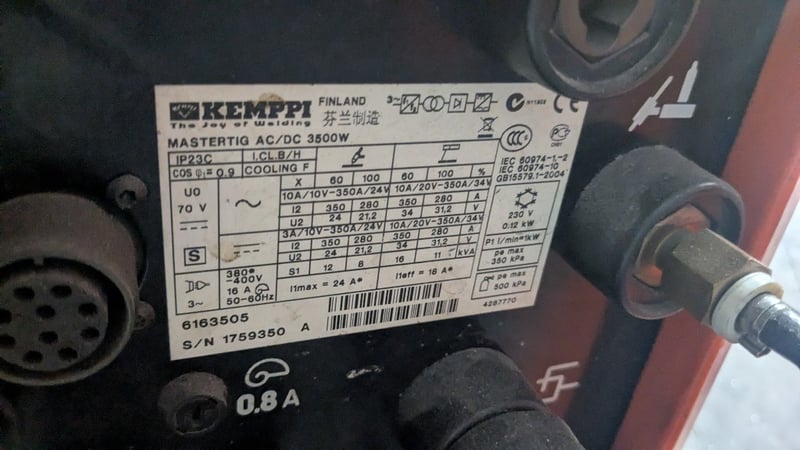 KEMPPI
The Joy of Welding
FINLAND
芬兰制造
3~
MASTERTIG AC/DC 3500W
IP23C I.CL.B/H
COS φ1= 0.9 COOLING F
X 60 100 60 100 %
U0
70 V
10A/10V-350A/24V 10A/20V-350A/34V
I2 350 280 350 280 A
U2 24 21,2 34 31,2 V
3A/10V-350A/24V 10A/20V-350A/34V
I2 350 280 350 280 A
U2 24 21,2 34 31,2 V
S
3~
380*
-400V
16 A
50-60Hz
S1 12 8 16 11 kVA
I1max = 24 A* I1eff = 16 A*
CCC
IEC 60974-1,-2
IEC 60974-10
GB15579.1-2004
230 V
0.12 kW
P1 l/min=1kW
pe max
350 kPa
pe max
500 kPa
6163505
S/N 1759350 A
4287770
0.8 A